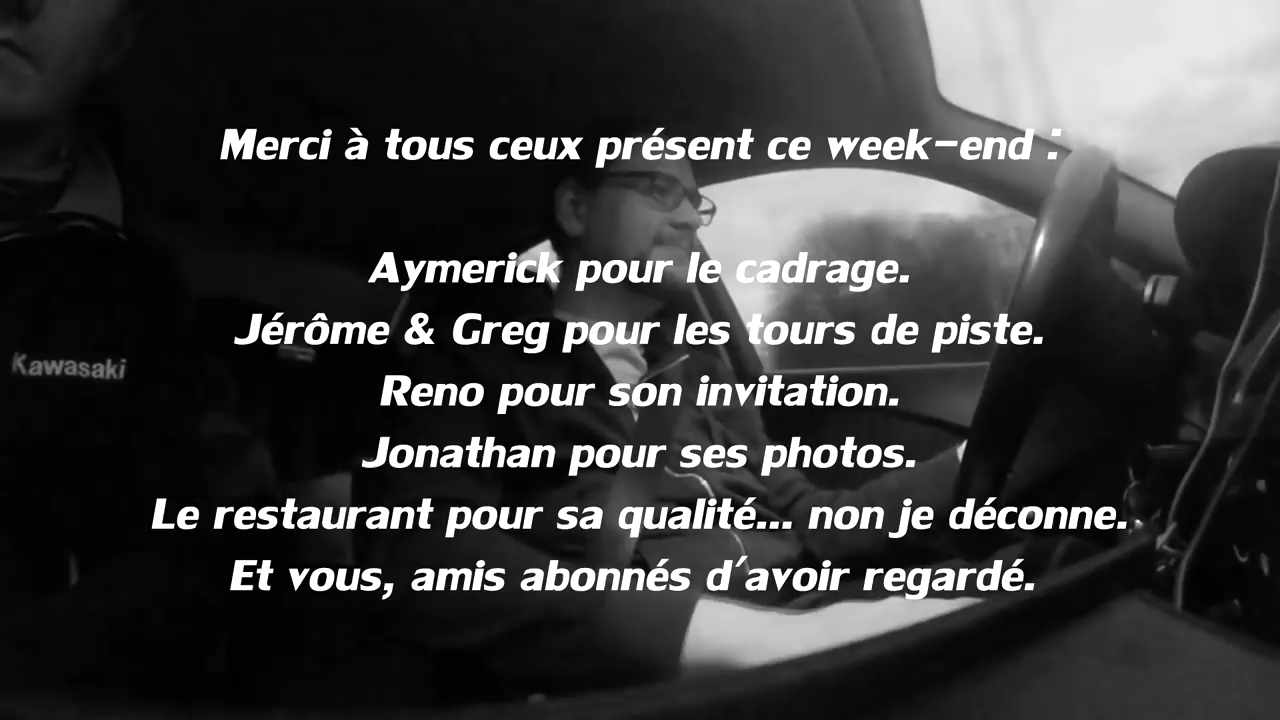 Merci à tous ceux présent ce week-end :
Aymerick pour le cadrage.
Jérôme & Greg pour les tours de piste.
Kawasaki
Reno pour son invitation.
Jonathan pour ses photos.
Le restaurant pour sa qualité... non je déconne.
Et vous, amis abonnés d'avoir regardé.